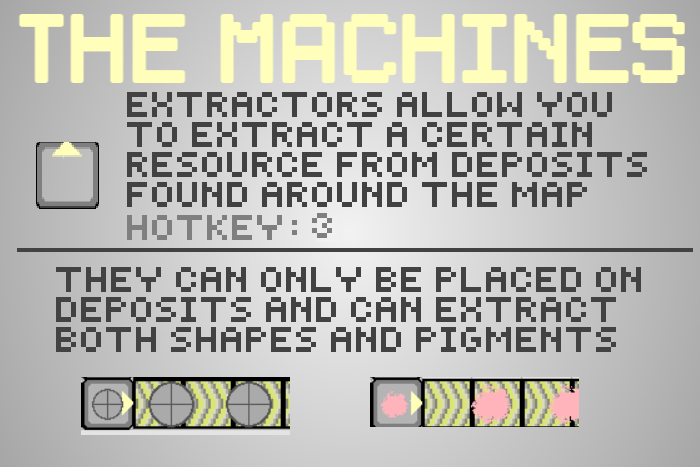 THE MACHINES
EXTRACTORS ALLOW YOU
TO EXTRACT A CERTAIN
RESOURCE FROM DEPOSITS
FOUND AROUND THE MAP
HOTKEY: 3
THEY CAN ONLY BE PLACED ON
DEPOSITS AND CAN EXTRACT
BOTH SHAPES AND PIGMENTS